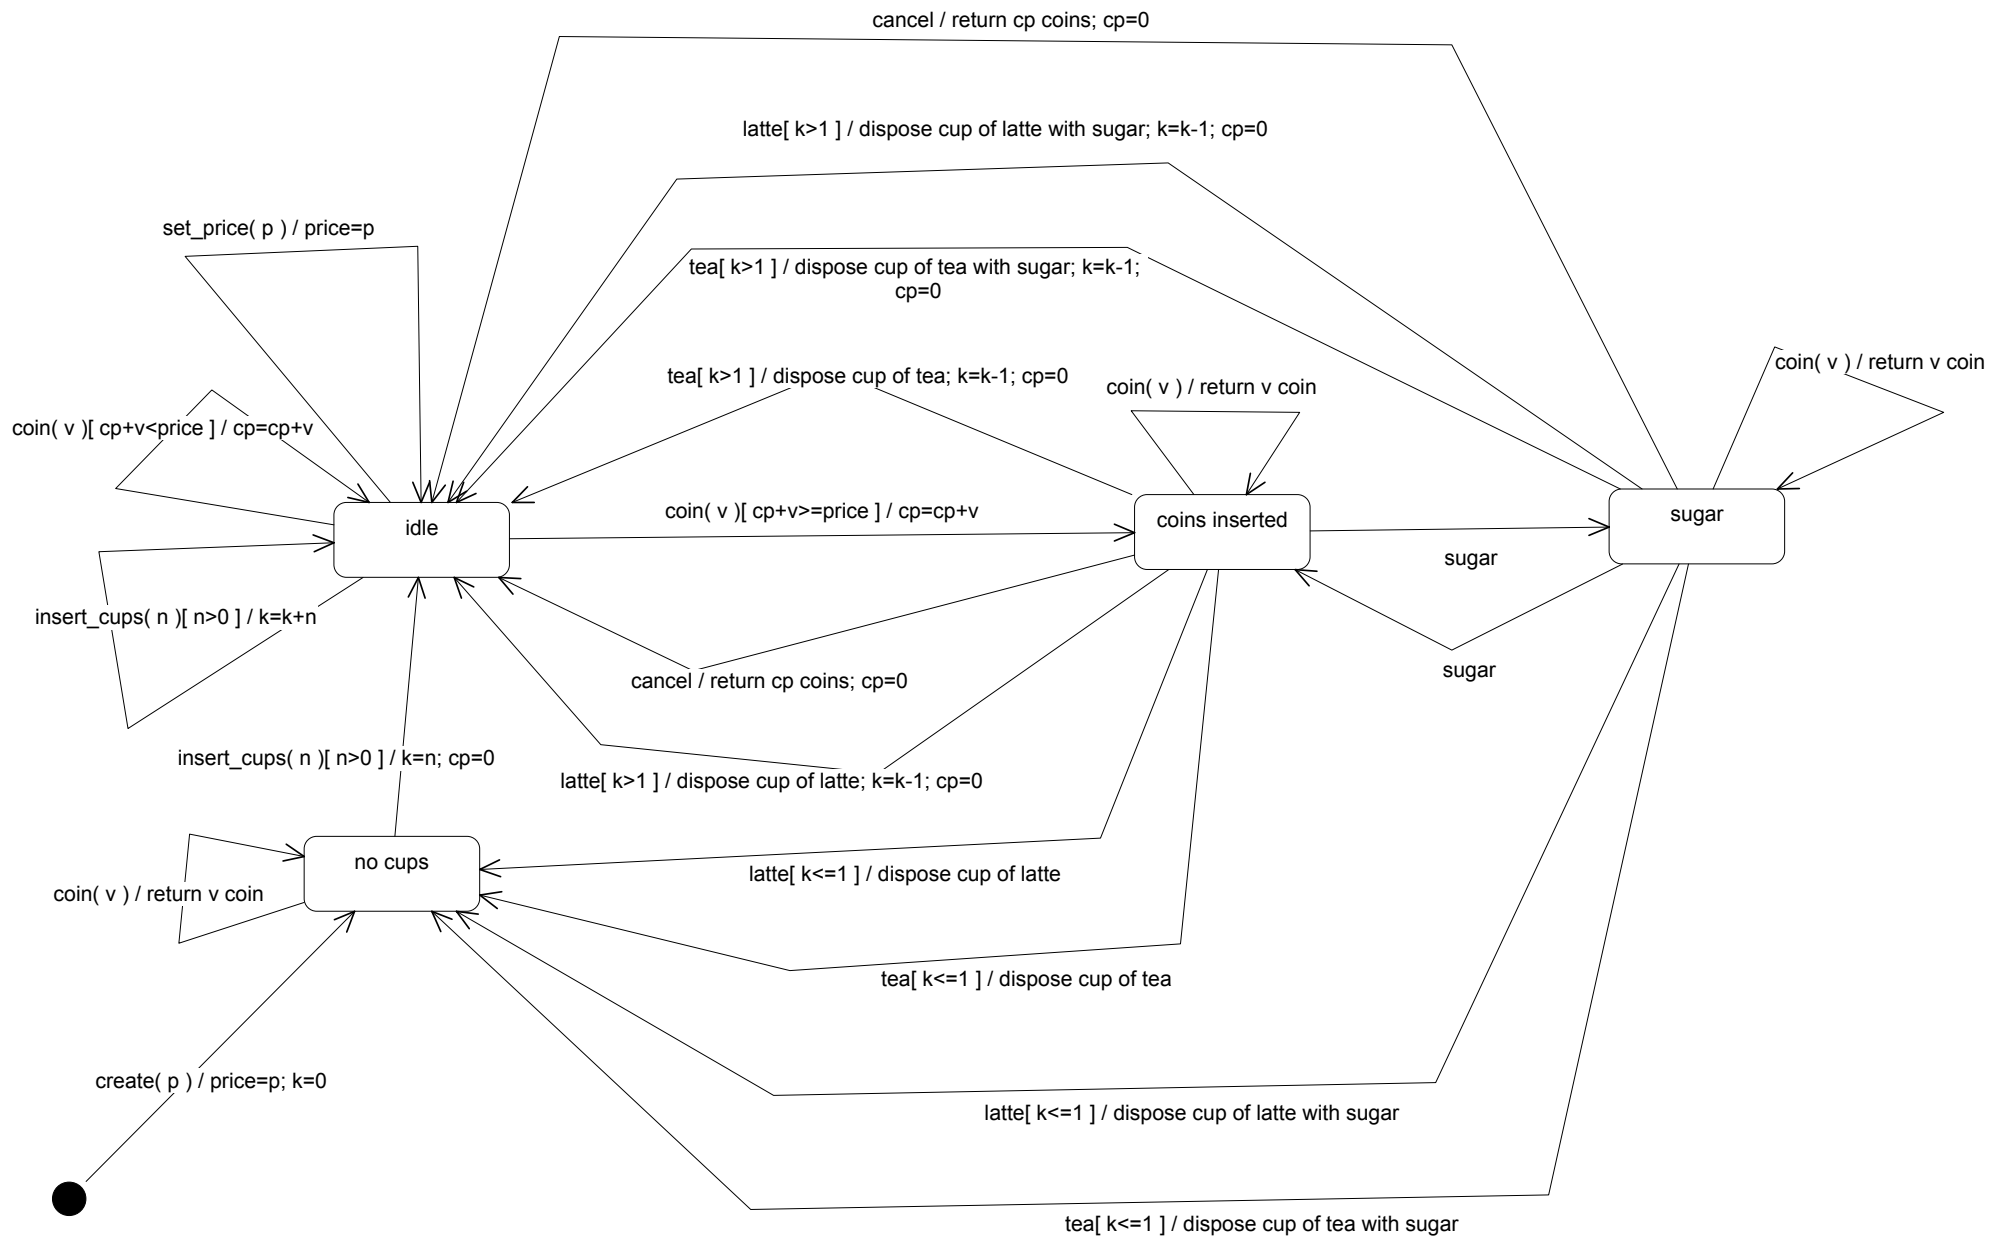 cancel / return cp coins; cp=0
latte[ k>1 ] / dispose cup of latte with sugar; k=k-1; cp=0
set_price( p ) / price=p
tea[ k>1 ] / dispose cup of tea with sugar; k=k-1;
cp=0
coin( v ) / return v coin
tea[ k>1 ] / dispose cup of tea; k=k-1; cp=0
coin( v ) / return v coin
coin( v )[ cp+v<price ] / cp=cp+v
idle
coin( v )[ cp+v>=price ] / cp=cp+v
coins inserted
sugar
sugar
insert_cups( n )[ n>0 ] / k=k+n
sugar
cancel / return cp coins; cp=0
insert_cups( n )[ n>0 ] / k=n; cp=0
latte[ k>1 ] / dispose cup of latte; k=k-1; cp=0
no cups
coin( v ) / return v coin
latte[ k<=1 ] / dispose cup of latte
tea[ k<=1 ] / dispose cup of tea
create( p ) / price=p; k=0
latte[ k<=1 ] / dispose cup of latte with sugar
tea[ k<=1 ] / dispose cup of tea with sugar